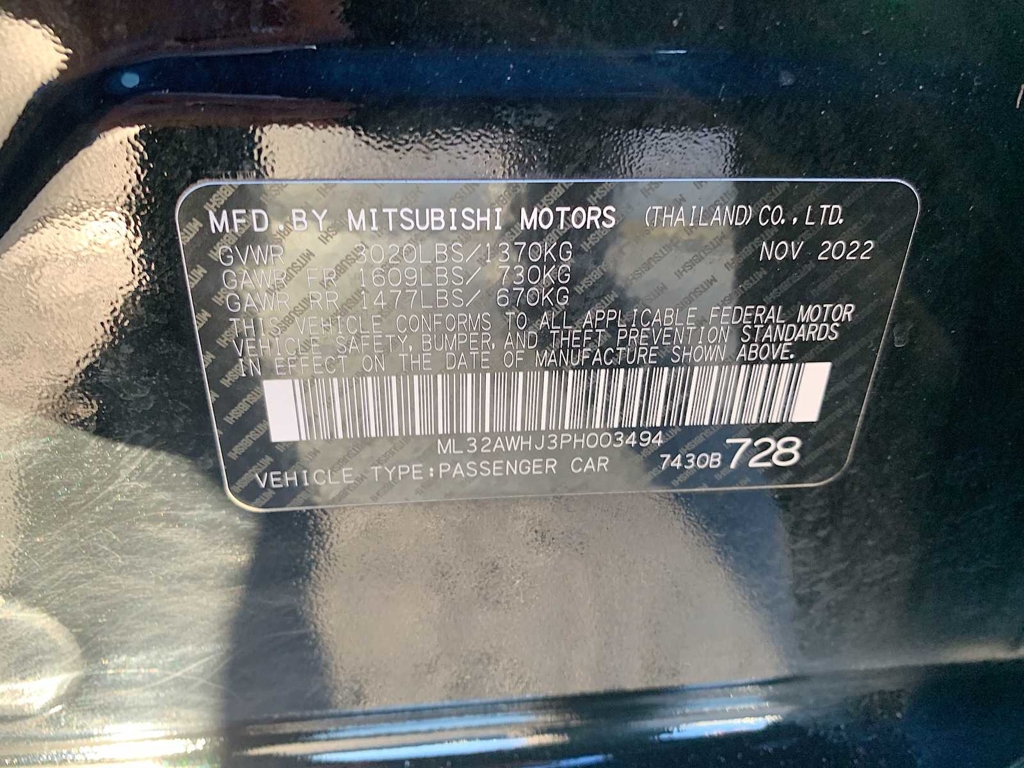 MFD.BY MITSUBISHI MOTORS (THAILAND)CO.,LTD.
GVWR 3020LBS/1370KG NOV 2022
GAWR FR 1609LBS/ 730KG
GAWR RR 1477LBS/ 670KG
THIS VEHICLE CONFORMS TO ALL APPLICABLE FEDERAL MOTOR
VEHICLE SAFETY, BUMPER, AND THEFT PREVENTION STANDARDS
IN EFFECT ON THE DATE OF MANUFACTURE SHOWN ABOVE.
ML32AWHJ3PH003494
VEHICLE TYPE:PASSENGER CAR 7430B 728